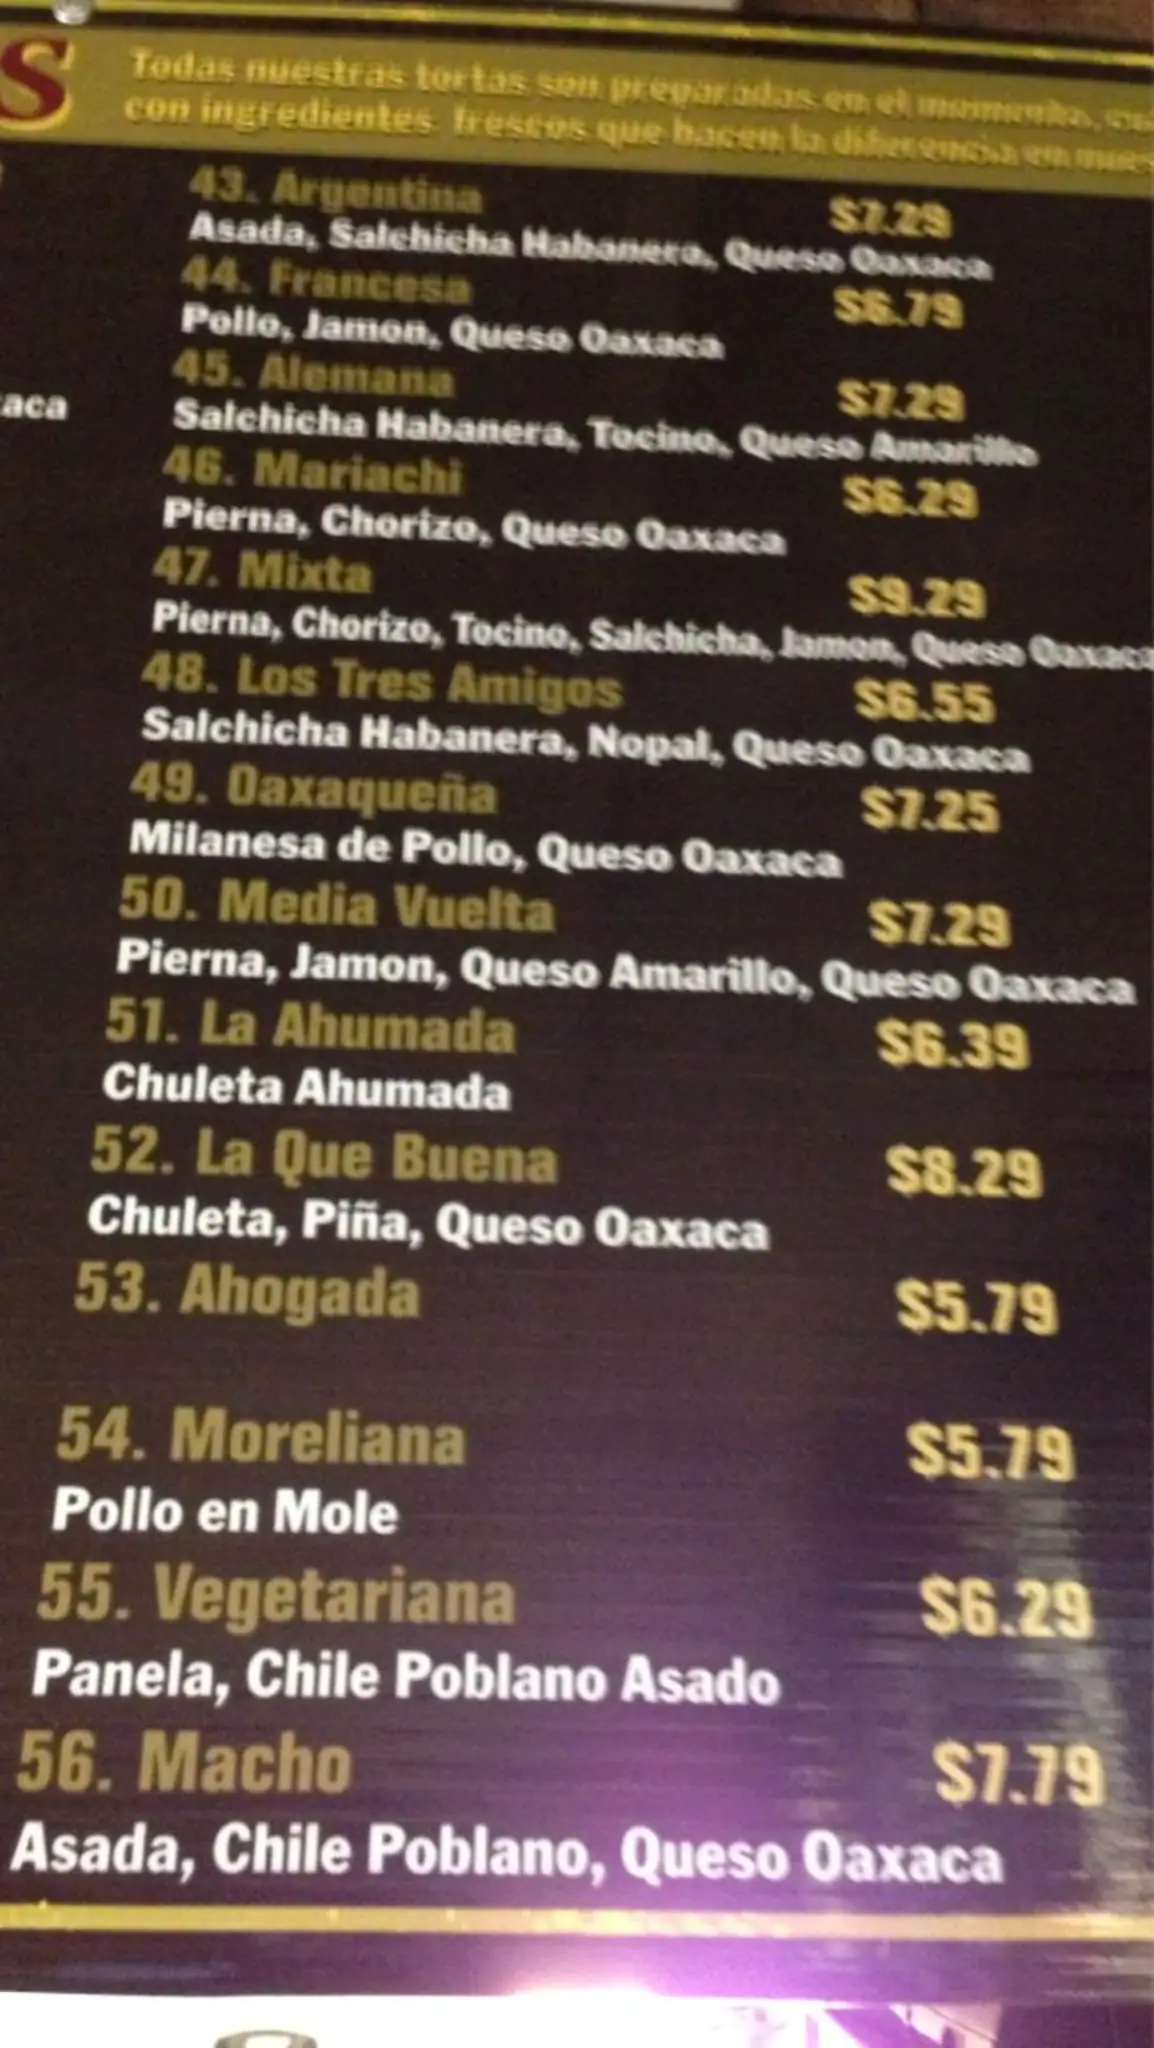 S
Todas nuestras tortas son preparadas en el momento,
con ingredientes frescos que hacen la diferencia en
43. Argentina $7.29
Asada, Salchicha Habanera, Queso Oaxaca
44. Francesa $6.79
Pollo, Jamon, Queso Oaxaca
45. Alemana $7.29
aca
Salchicha Habanera, Tocino, Queso Amarillo
46. Mariachi $6.29
Pierna, Chorizo, Queso Oaxaca
47. Mixta $9.29
Pierna, Chorizo, Tocino, Salchicha, Jamon, Queso Oaxaca
48. Los Tres Amigos $6.55
Salchicha Habanera, Nopal, Queso Oaxaca
49. Oaxaqueña $7.25
Milanesa de Pollo, Queso Oaxaca
50. Media Vuelta $7.29
Pierna, Jamon, Queso Amarillo, Queso Oaxaca
51. La Ahumada $6.39
Chuleta Ahumada
52. La Que Buena $8.29
Chuleta, Piña, Queso Oaxaca
53. Ahogada $5.79
54. Moreliana $5.79
Pollo en Mole
55. Vegetariana $6.29
Panela, Chile Poblano Asado
56. Macho $7.79
Asada, Chile Poblano, Queso Oaxaca